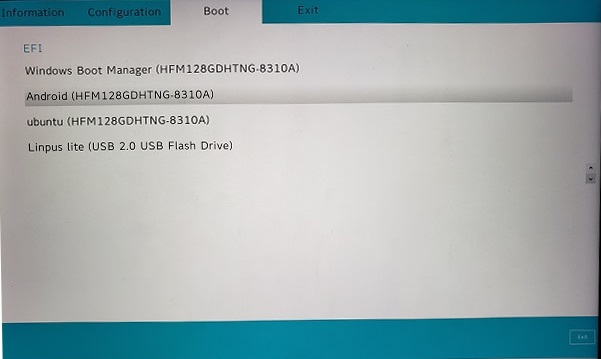 Information Configuration Boot Exit
EFI
Windows Boot Manager (HFM128GDHTNG-8310A)
Android (HFM128GDHTNG-8310A)
ubuntu (HFM128GDHTNG-8310A)
Linpus lite (USB 2.0 USB Flash Drive)
Exit